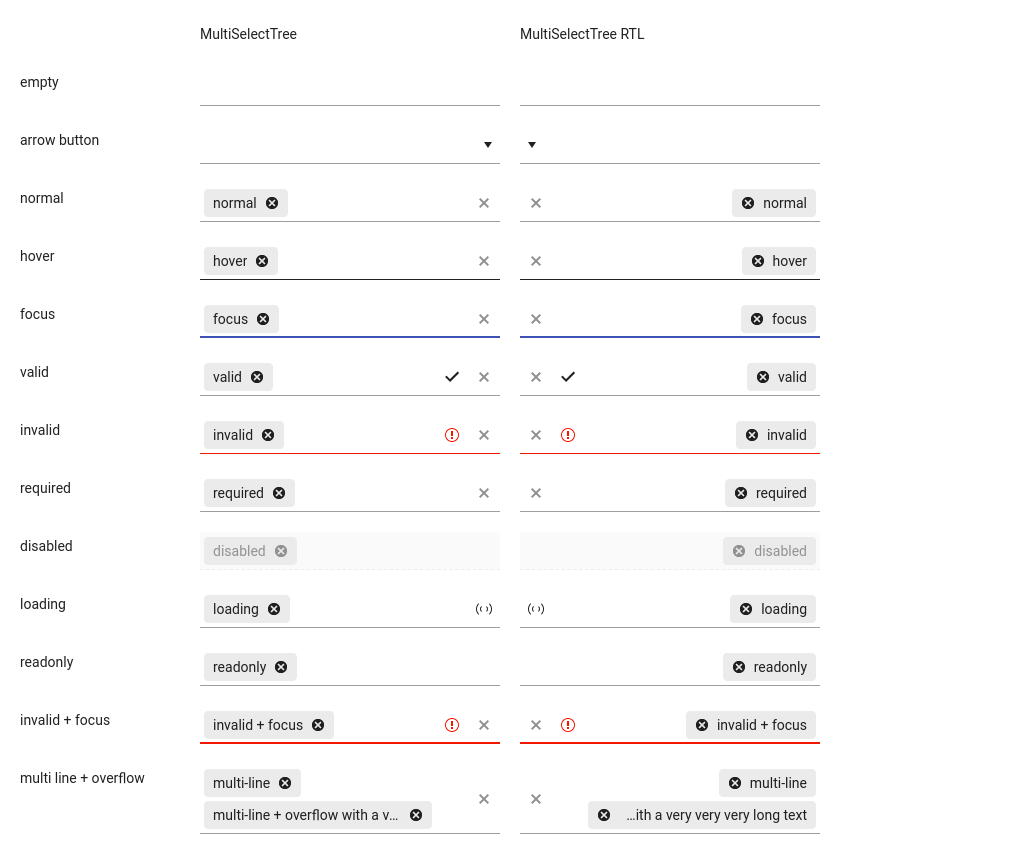 MultiSelectTree MultiSelectTree RTL
empty
arrow button
normal normal normal
hover hover hover
focus focus focus
valid valid valid
invalid invalid invalid
required required required
disabled disabled disabled
loading loading loading
readonly readonly readonly
invalid + focus invalid + focus invalid + focus
multi line + overflow multi-line multi-line
multi-line + overflow with a v... ...ith a very very very long text